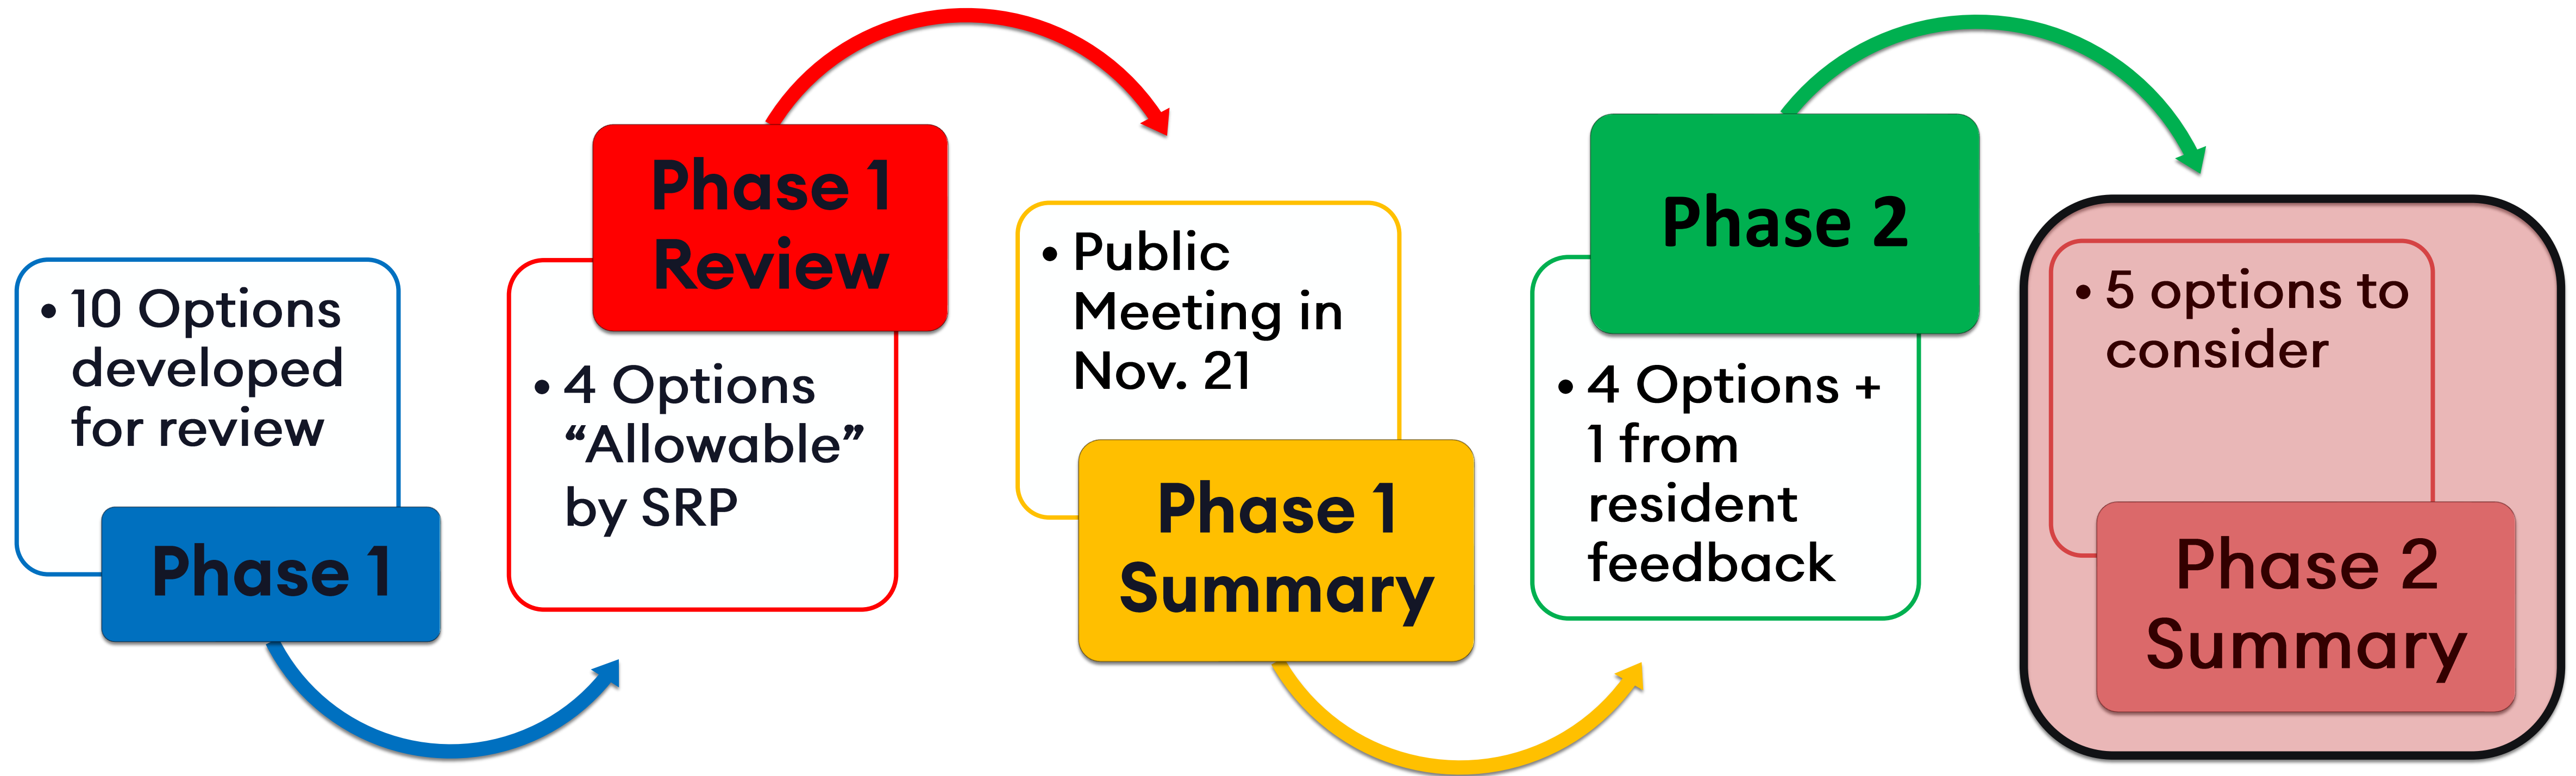 • 10 Options
developed
for review
Phase 1
Phase 1
Review
• 4 Options
“Allowable”
by SRP
• Public
Meeting in
Nov. 21
Phase 1
Summary
Phase 2
• 4 Options +
1 from
resident
feedback
• 5 options to
consider
Phase 2
Summary